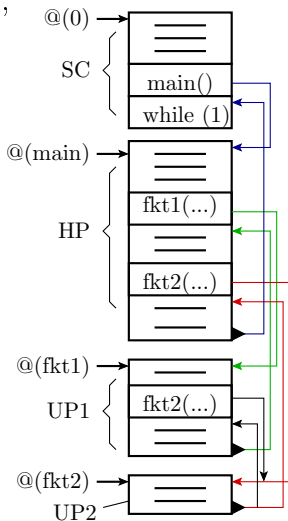 ,
@(0)
SC
main()
while (1)
@(main)
fkt1(...)
HP
fkt2(...)
@(fkt1)
fkt2(...)
UP1
@(fkt2)
UP2